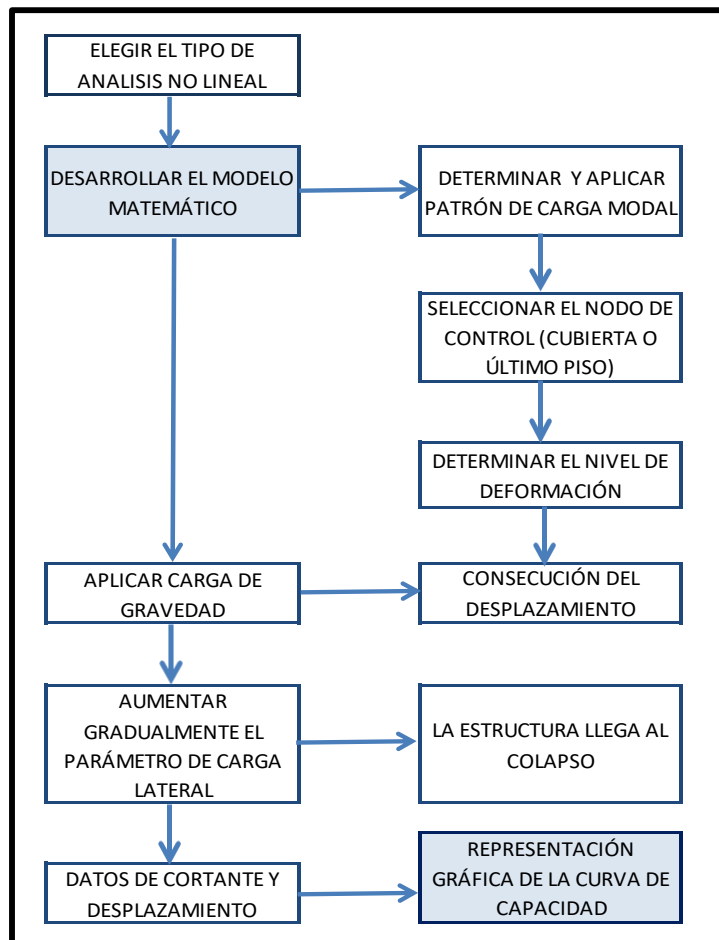 ELEGIR EL TIPO DE
ANALISIS NO LINEAL
DESARROLLAR EL MODELO
MATEMÁTICO
DETERMINAR Y APLICAR
PATRÓN DE CARGA MODAL
SELECCIONAR EL NODO DE
CONTROL (CUBIERTA O
ÚLTIMO PISO)
DETERMINAR EL NIVEL DE
DEFORMACIÓN
APLICAR CARGA DE
GRAVEDAD
CONSECUCIÓN DEL
DESPLAZAMIENTO
AUMENTAR
GRADUALMENTE EL
PARÁMETRO DE CARGA
LATERAL
LA ESTRUCTURA LLEGA AL
COLAPSO
DATOS DE CORTANTE Y
DESPLAZAMIENTO
REPRESENTACIÓN
GRÁFICA DE LA CURVA DE
CAPACIDAD